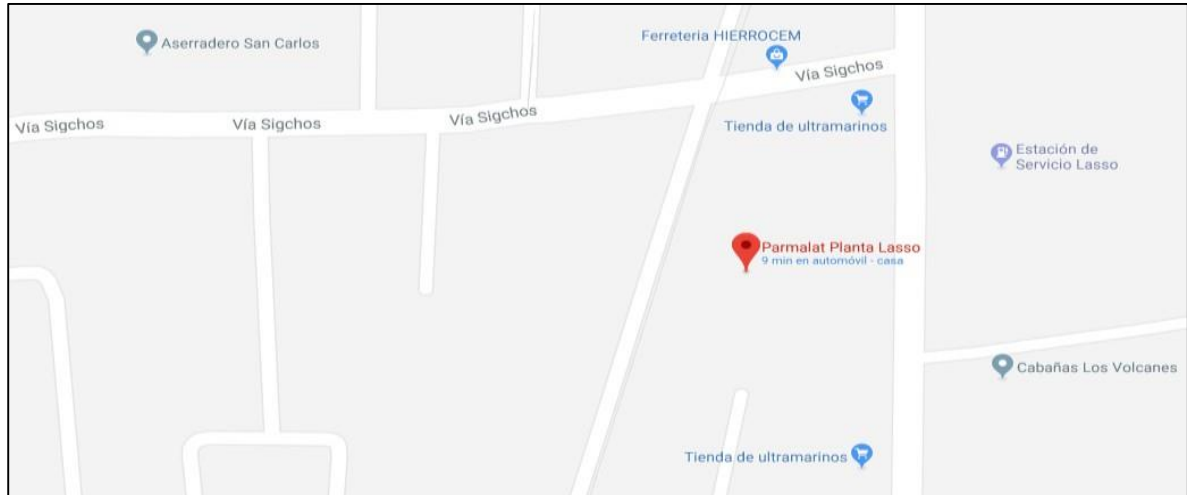 Ferreteria HIERROCEM
Aserradero San Carlos
Vía Sigchos
Vía Sigchos
Vía Sigchos
Vía Sigchos
Tienda de ultramarinos
Estación de
Servicio Lasso
Parmalat Planta Lasso
9 min en automóvil - casa
Cabañas Los Volcanes
Tienda de ultramarinos